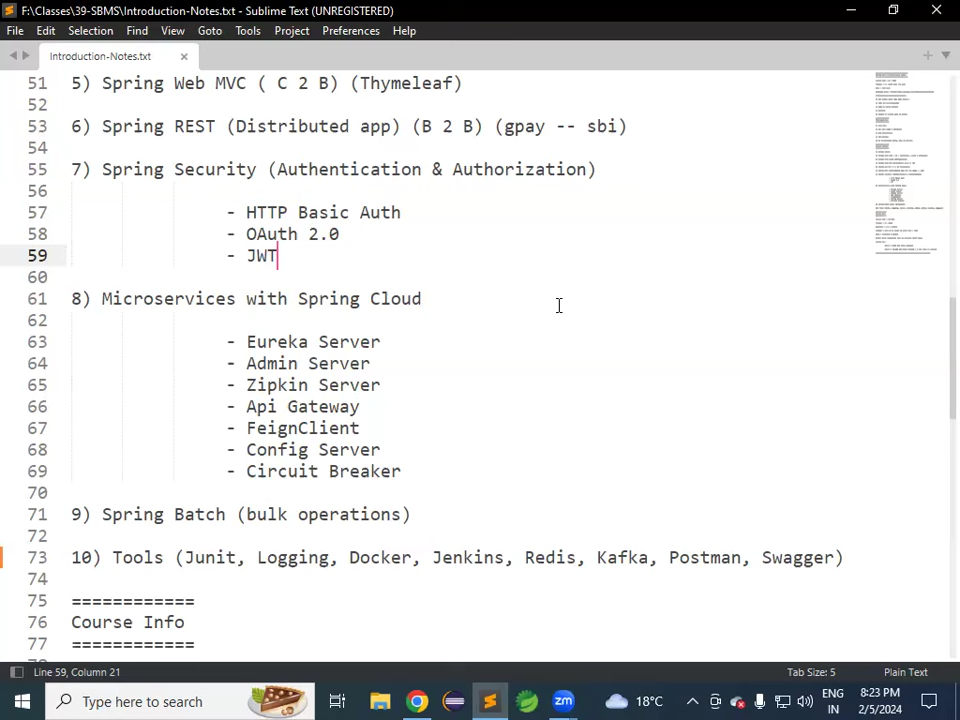 F:\Classes\39-SBMS\Introduction-Notes.txt - Sublime Text (UNREGISTERED)
File Edit Selection Find View Goto Tools Project Preferences Help
Introduction-Notes.txt
51 5) Spring Web MVC ( C 2 B) (Thymeleaf)
52
53 6) Spring REST (Distributed app) (B 2 B) (gpay -- sbi)
54
55 7) Spring Security (Authentication & Authorization)
56
57 - HTTP Basic Auth
58 - OAuth 2.0
59 - JWT
60
61 8) Microservices with Spring Cloud
62
63 - Eureka Server
64 - Admin Server
65 - Zipkin Server
66 - Api Gateway
67 - FeignClient
68 - Config Server
69 - Circuit Breaker
70
71 9) Spring Batch (bulk operations)
72
73 10) Tools (Junit, Logging, Docker, Jenkins, Redis, Kafka, Postman, Swagger)
74
75 ============
76 Course Info
77 ============
Line 59, Column 21 Tab Size: 5 Plain Text
Type here to search 18°C ENG IN 8:23 PM 2/5/2024